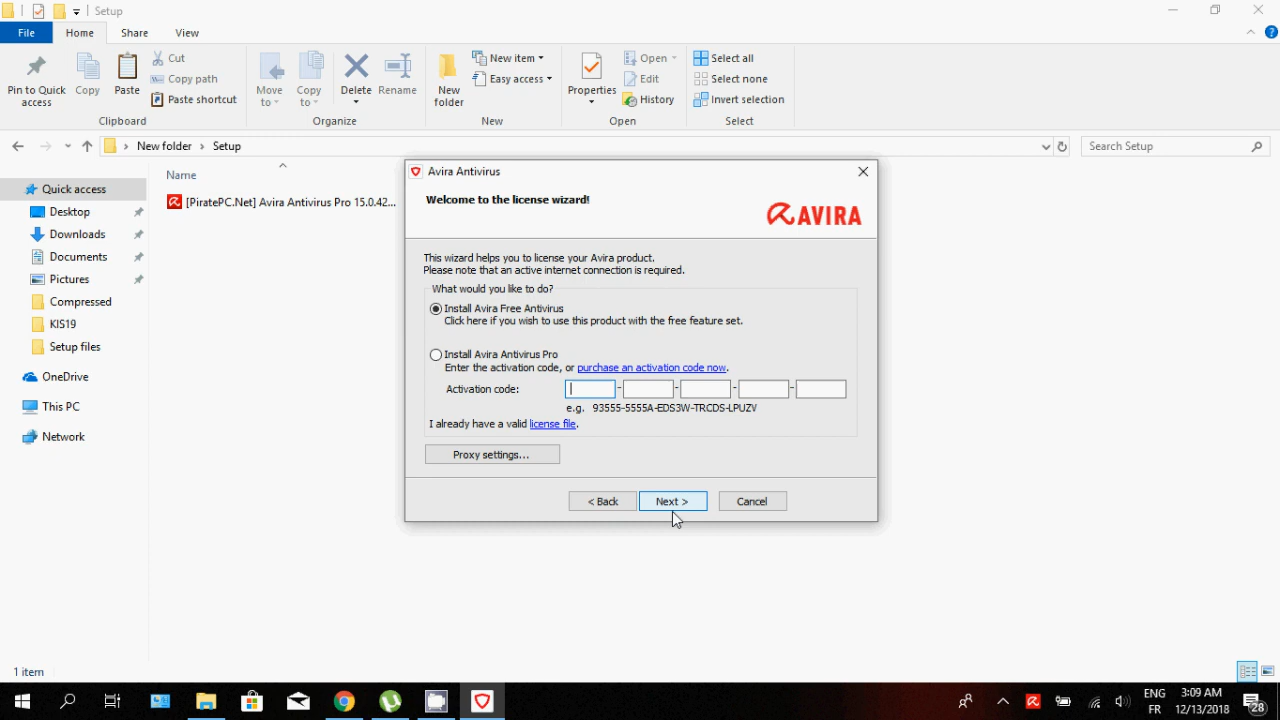 Setup
File Home Share View
Pin to Quick access
Copy
Paste
Cut
Copy path
Paste shortcut
Clipboard
Move to
Copy to
Delete
Rename
Organize
New folder
New item
Easy access
New
Properties
Open
Edit
History
Open
Select all
Select none
Invert selection
Select
New folder Setup
Search Setup
Quick access
Desktop
Downloads
Documents
Pictures
Compressed
KIS19
Setup files
OneDrive
This PC
Network
Name
[PiratePC.Net] Avira Antivirus Pro 15.0.42...
Avira Antivirus
Welcome to the license wizard!
AVIRA
This wizard helps you to license your Avira product.
Please note that an active internet connection is required.
What would you like to do?
Install Avira Free Antivirus
Click here if you wish to use this product with the free feature set.
Install Avira Antivirus Pro
Enter the activation code, or purchase an activation code now.
Activation code: - - - -
e.g. 93555-5555A-EDS3W-TRCDS-LPUZV
I already have a valid license file.
Proxy settings...
< Back Next > Cancel
1 item
ENG
FR
3:09 AM
12/13/2018
28